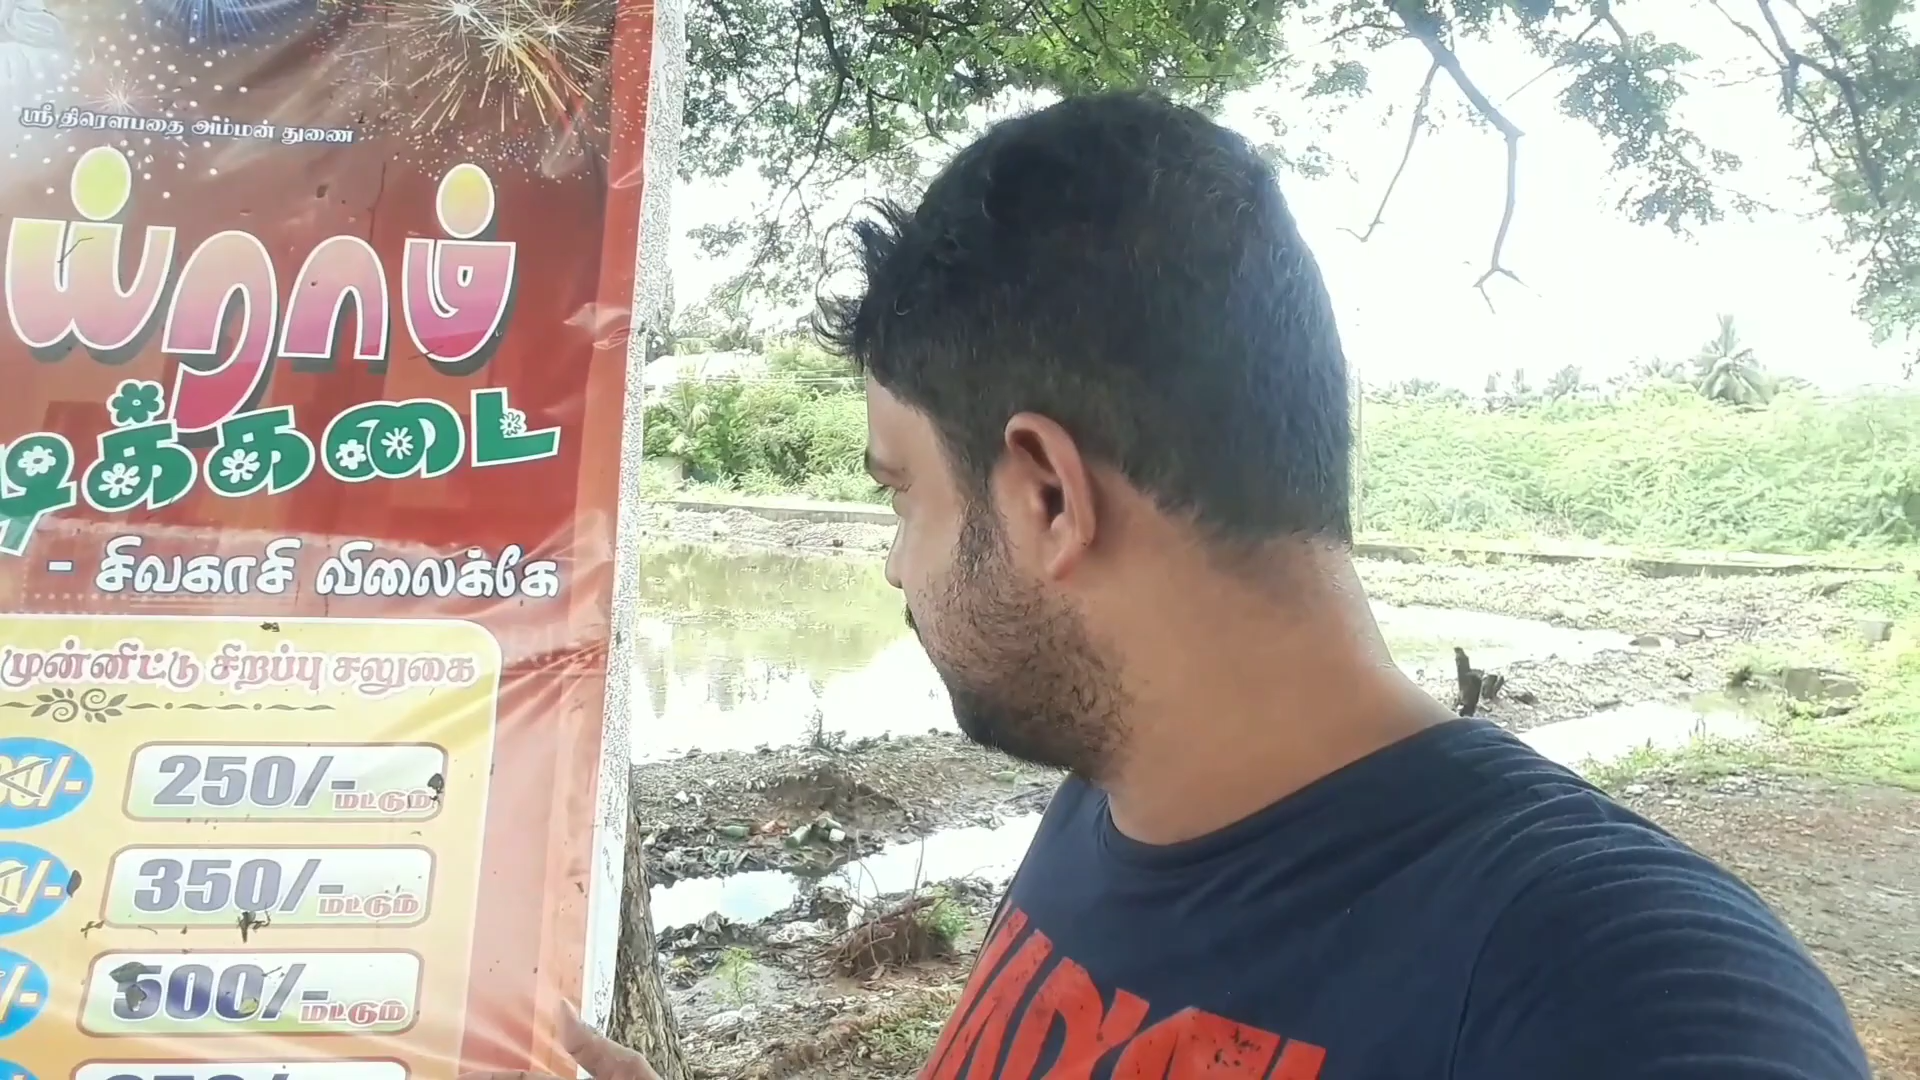 ஸ்ரீ திரௌபதை அம்மன் துணை
ய்ராம்
டிக்கடை
- சிவகாசி விலைக்கே
முன்னிட்டு சிறப்பு சலுகை
250/- மட்டும்
350/- மட்டும்
500/- மட்டும்